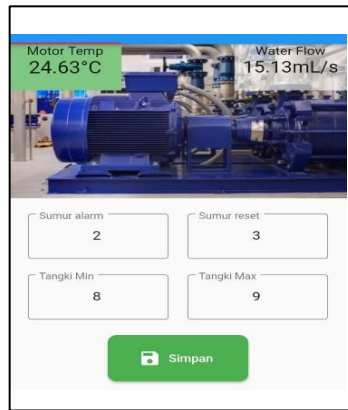 Motor Temp
24.63°C
Water Flow
15.13mL/s
Sumur alarm
2
Sumur reset
3
Tangki Min
8
Tangki Max
9
Simpan